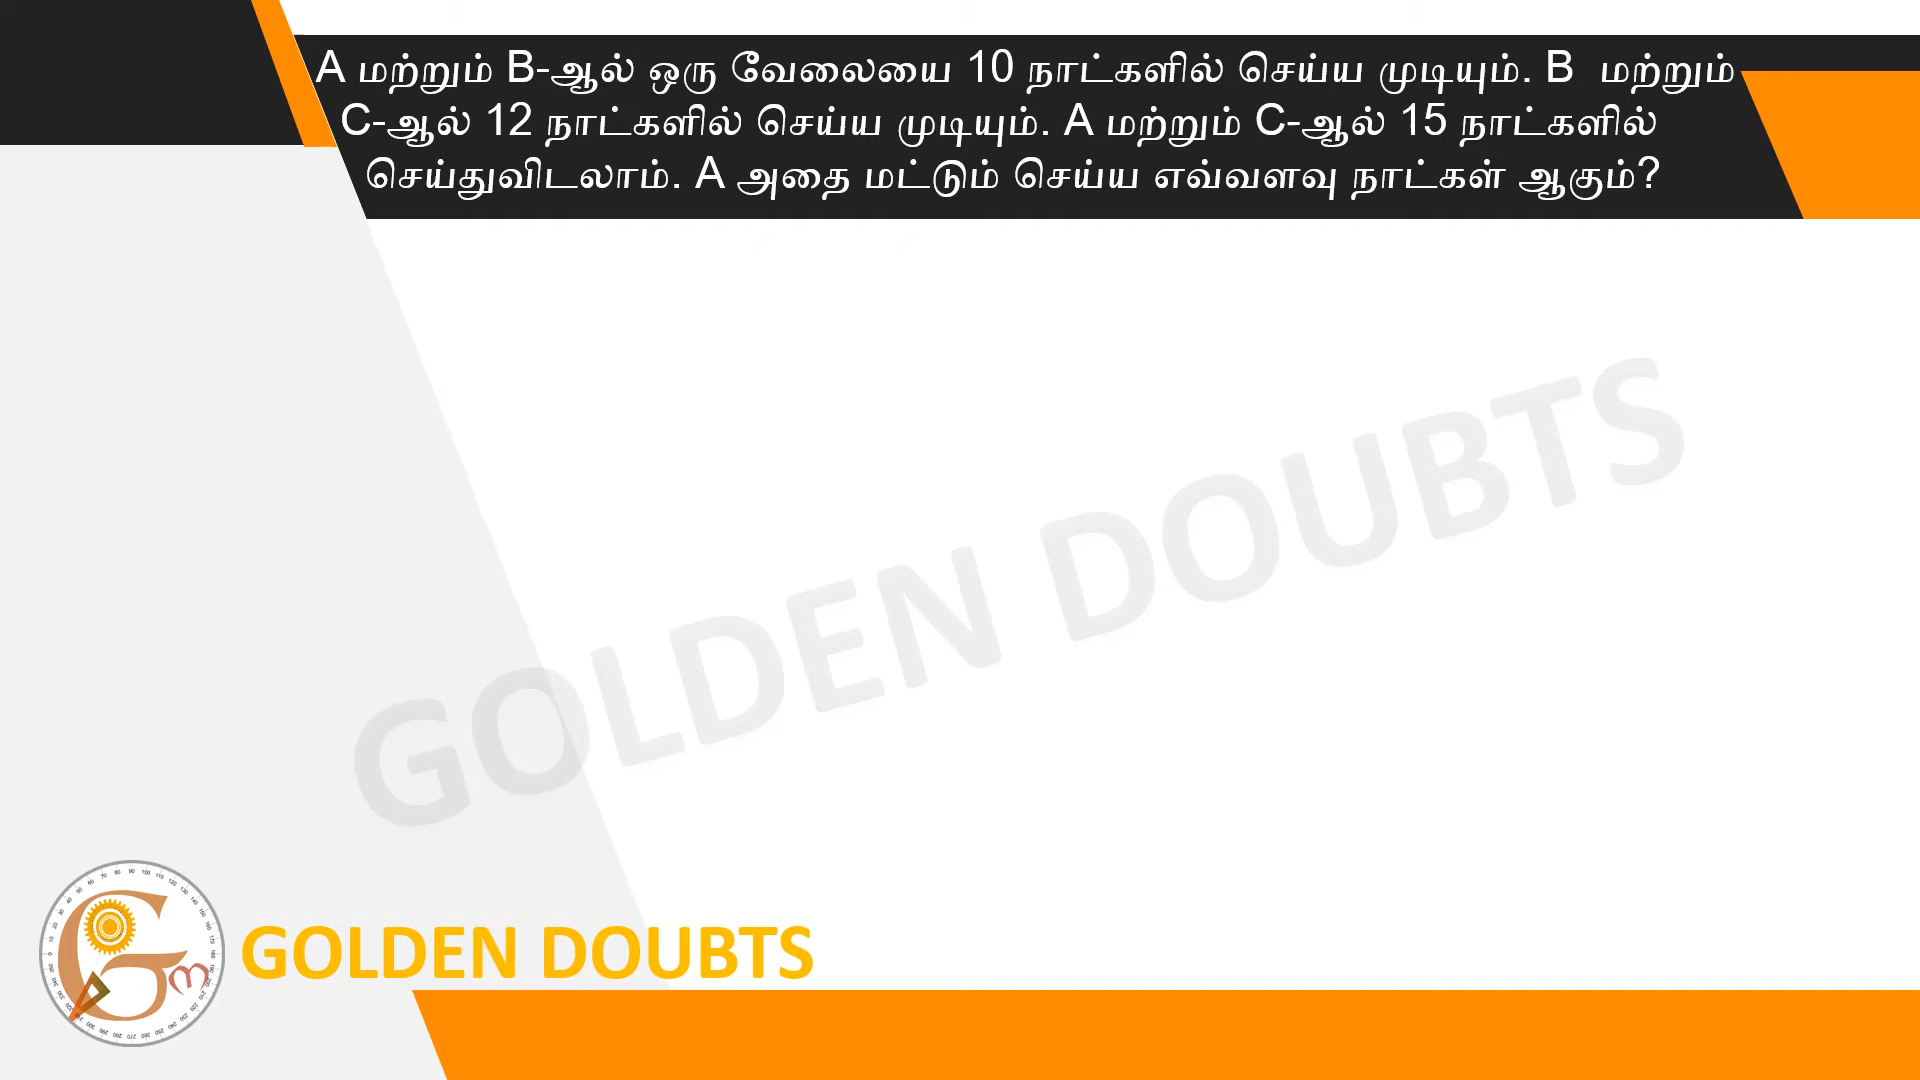 A மற்றும் B-ஆல் ஒரு வேலையை 10 நாட்களில் செய்ய முடியும். B மற்றும்
C-ஆல் 12 நாட்களில் செய்ய முடியும். A மற்றும் C-ஆல் 15 நாட்களில்
செய்துவிடலாம். A அதை மட்டும் செய்ய எவ்வளவு நாட்கள் ஆகும்?
GOLDEN DOUBTS
GOLDEN DOUBTS